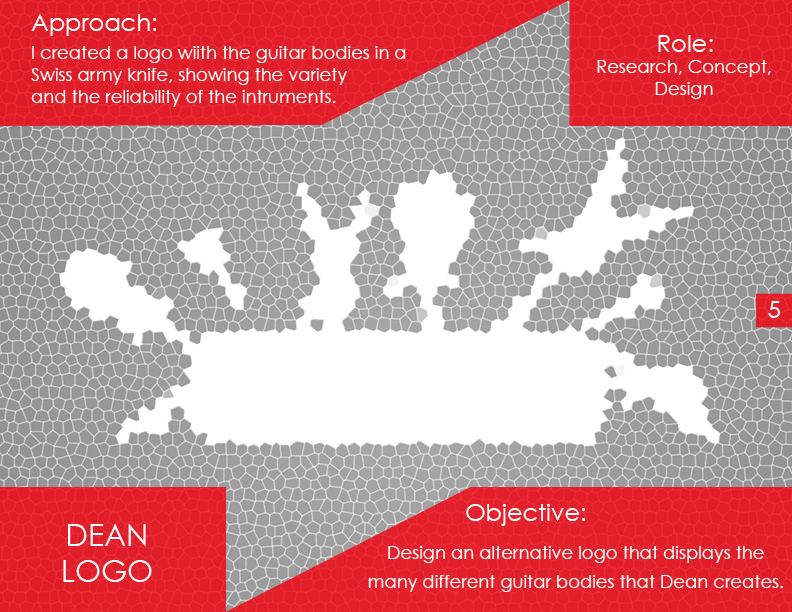 Approach:
I created a logo wiith the guitar bodies in a
Swiss army knife, showing the variety
and the reliability of the intruments.
Role:
Research, Concept,
Design
5
DEAN
LOGO
Objective:
Design an alternative logo that displays the
many different guitar bodies that Dean creates.